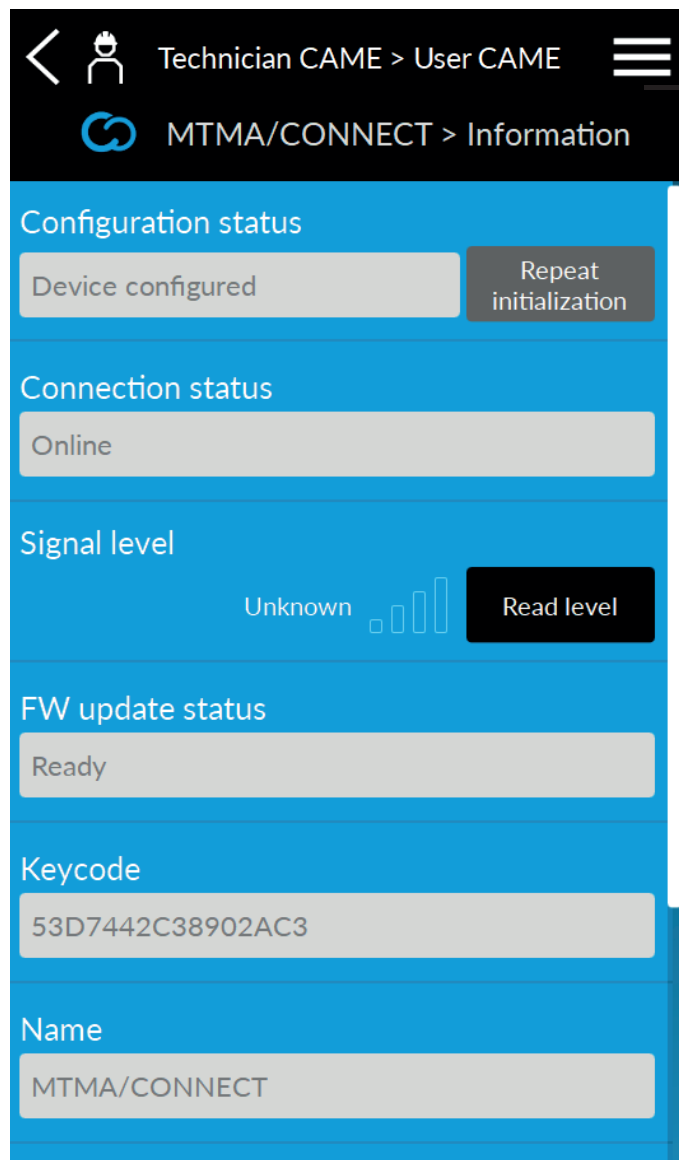 Technician CAME > User CAME
MTMA/CONNECT > Information
Configuration status
Device configured
Repeat
initialization
Connection status
Online
Signal level
Unknown
Read level
FW update status
Ready
Keycode
53D7442C38902AC3
Name
MTMA/CONNECT